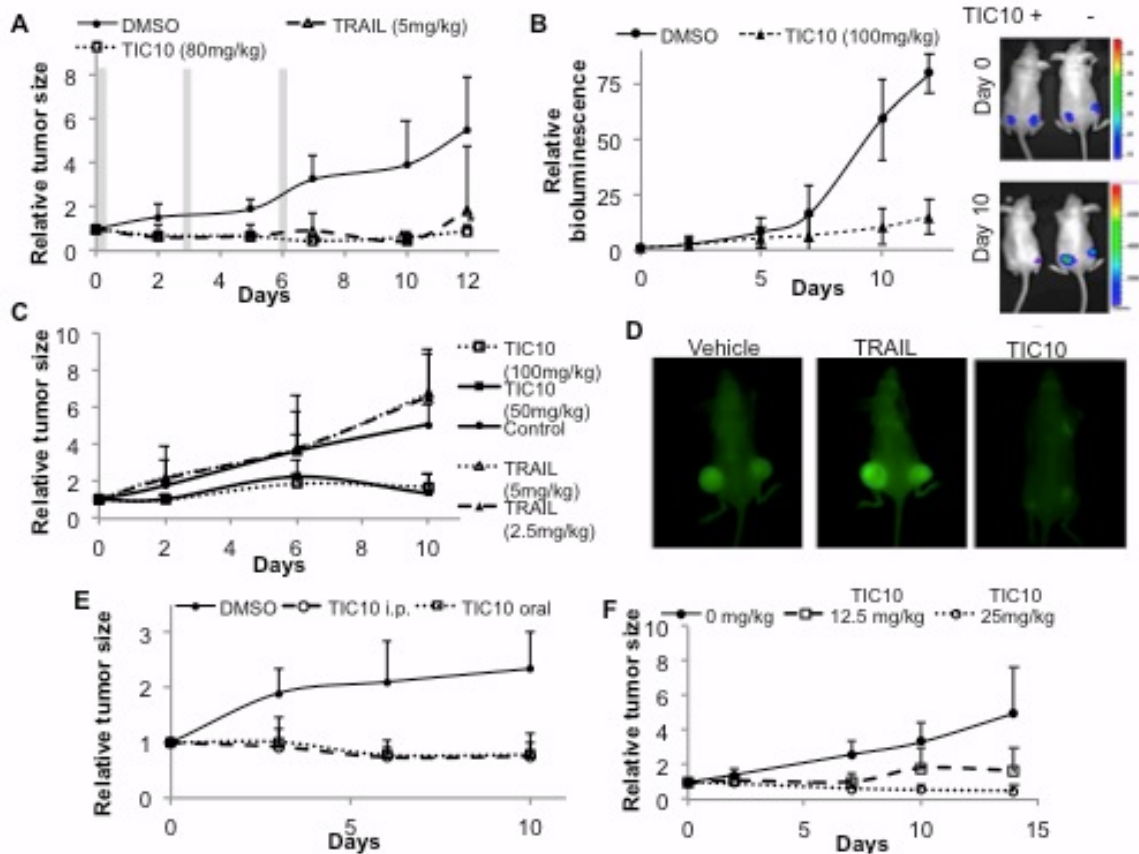 A
DMSO
TRAIL (5mg/kg)
TIC10 (80mg/kg)
Relative tumor size
8
6
4
2
0
0 2 4 6 8 10 12
Days
B
DMSO
TIC10 (100mg/kg)
Relative
bioluminescence
75
50
25
0
0 5 10
Days
TIC10 + -
Day 0
Day 10
C
Relative tumor size
10
8
6
4
2
0
0 2 4 6 8 10
Days
TIC10
(100mg/kg)
TIC10
(50mg/kg)
Control
TRAIL
(5mg/kg)
TRAIL
(2.5mg/kg)
D
Vehicle TRAIL TIC10
E
DMSO TIC10 i.p. TIC10 oral
Relative tumor size
3
2
1
0
0 5 10
Days
F
TIC10 TIC10
0 mg/kg 12.5 mg/kg 25mg/kg
Relative tumor size
10
8
6
4
2
0
0 5 10 15
Days